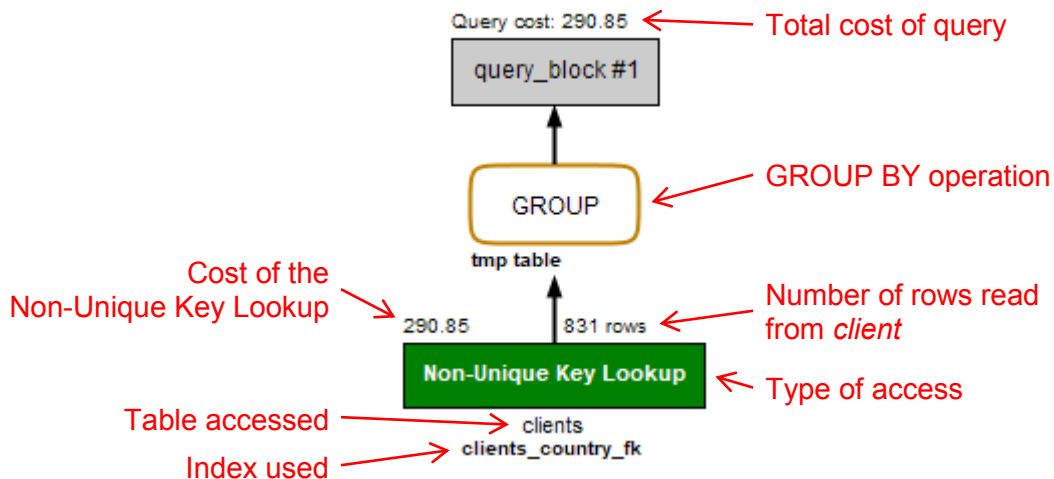 Query cost: 290.85
Total cost of query
query_block #1
GROUP BY operation
GROUP
tmp table
Cost of the
Non-Unique Key Lookup
Number of rows read
from client
290.85
831 rows
Non-Unique Key Lookup
Type of access
Table accessed
clients
clients_country_fk
Index used